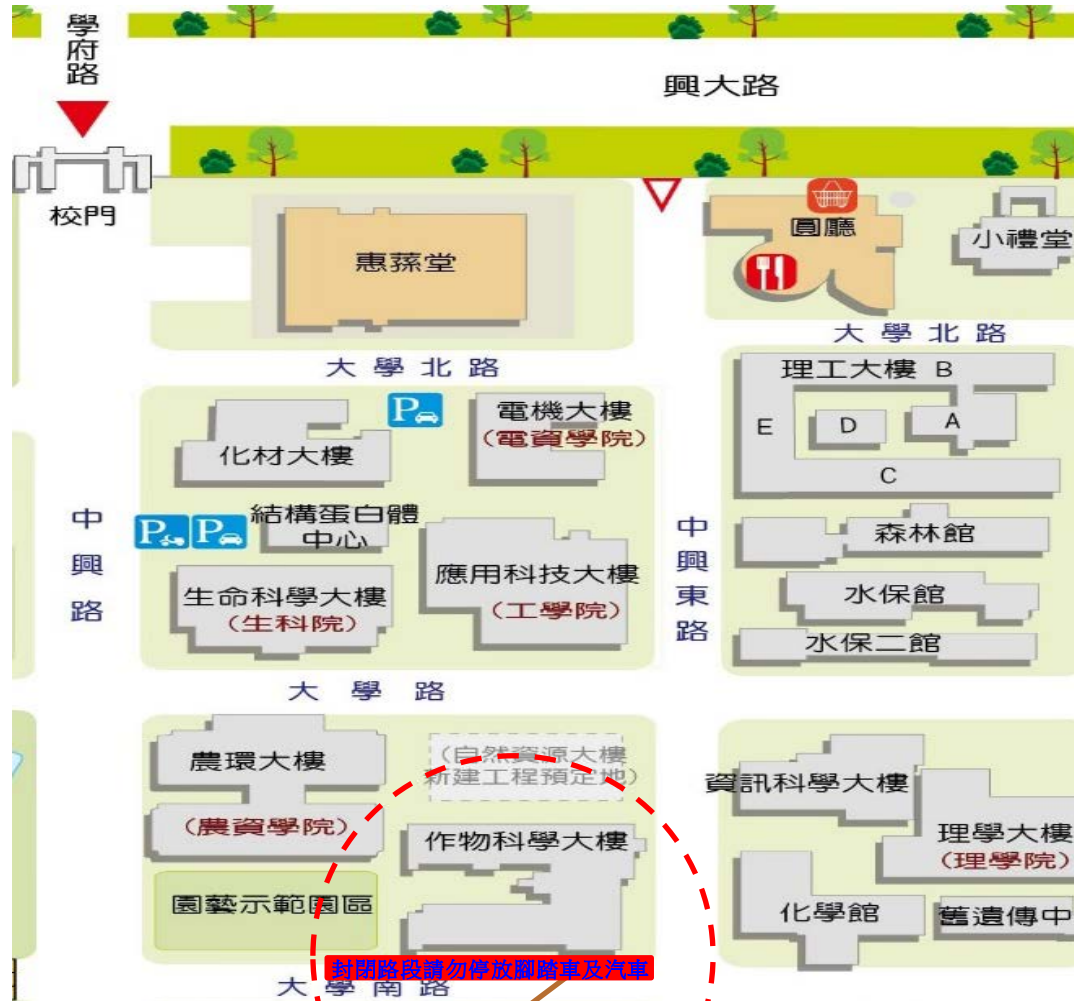 學府路
興大路
校門
惠蓀堂
圓廳
小禮堂
大學北路
大學北路
化材大樓
P
電機大樓
(電資學院)
理工大樓 B
E
D
A
C
中興路
P
P
結構蛋白體
中心
生命科學大樓
(生科院)
應用科技大樓
(工學院)
中興東路
森林館
水保館
水保二館
大學路
農環大樓
(農資學院)
(自然資源大樓
新建工程預定地)
作物科學大樓
園藝示範園區
資訊科學大樓
理學大樓
(理學院)
化學館
舊遺傳中
封閉路段請勿停放腳踏車及汽車
大學南路